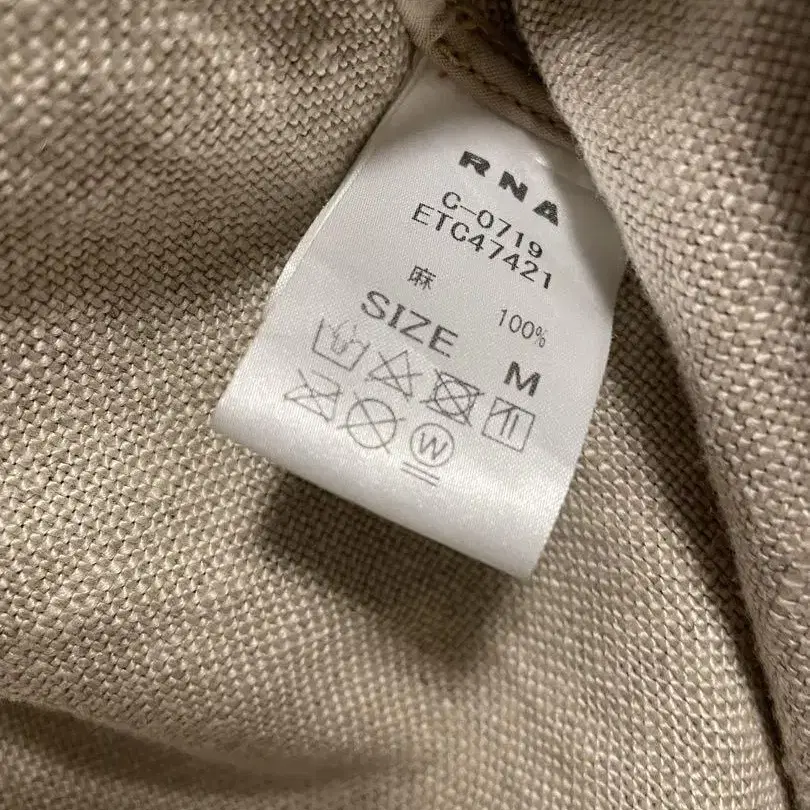 RNA
C-0719
ETC47421
麻 100%
SIZE M
W